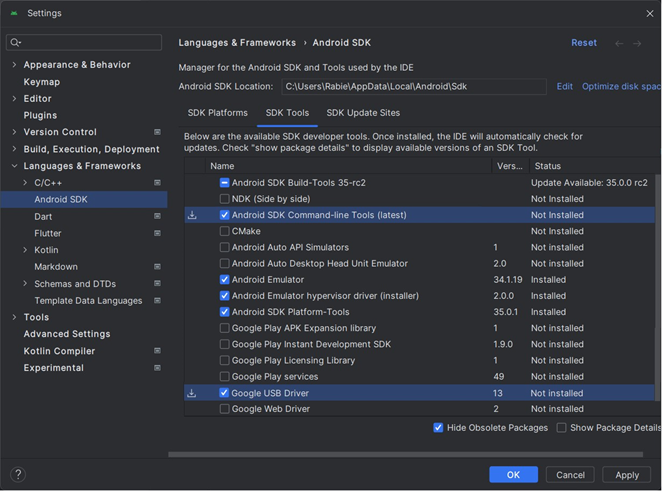 Settings
Languages & Frameworks › Android SDK Reset
Manager for the Android SDK and Tools used by the IDE
Android SDK Location: C:\Users\Rabie\AppData\Local\Android\Sdk Edit Optimize disk spac
SDK Platforms SDK Tools SDK Update Sites
Below are the available SDK developer tools. Once installed, the IDE will automatically check for
updates. Check "show package details" to display available versions of an SDK Tool.
Name Vers... Status
Android SDK Build-Tools 35-rc2 Update Available: 35.0.0 rc2
NDK (Side by side) Not Installed
Android SDK Command-line Tools (latest) Not Installed
CMake Not Installed
Android Auto API Simulators 1 Not installed
Android Auto Desktop Head Unit Emulator 2.0 Not installed
Android Emulator 34.1.19 Installed
Android Emulator hypervisor driver (installer) 2.0.0 Installed
Android SDK Platform-Tools 35.0.1 Installed
Google Play APK Expansion library 1 Not installed
Google Play Instant Development SDK 1.9.0 Not installed
Google Play Licensing Library 1 Not installed
Google Play services 49 Not installed
Google USB Driver 13 Not installed
Google Web Driver 2 Not installed
Hide Obsolete Packages Show Package Details
Appearance & Behavior
Keymap
Editor
Plugins
Version Control
Build, Execution, Deployment
Languages & Frameworks
C/C++
Android SDK
Dart
Flutter
Kotlin
Markdown
Schemas and DTDs
Template Data Languages
Tools
Advanced Settings
Kotlin Compiler
Experimental
?
OK Cancel Apply